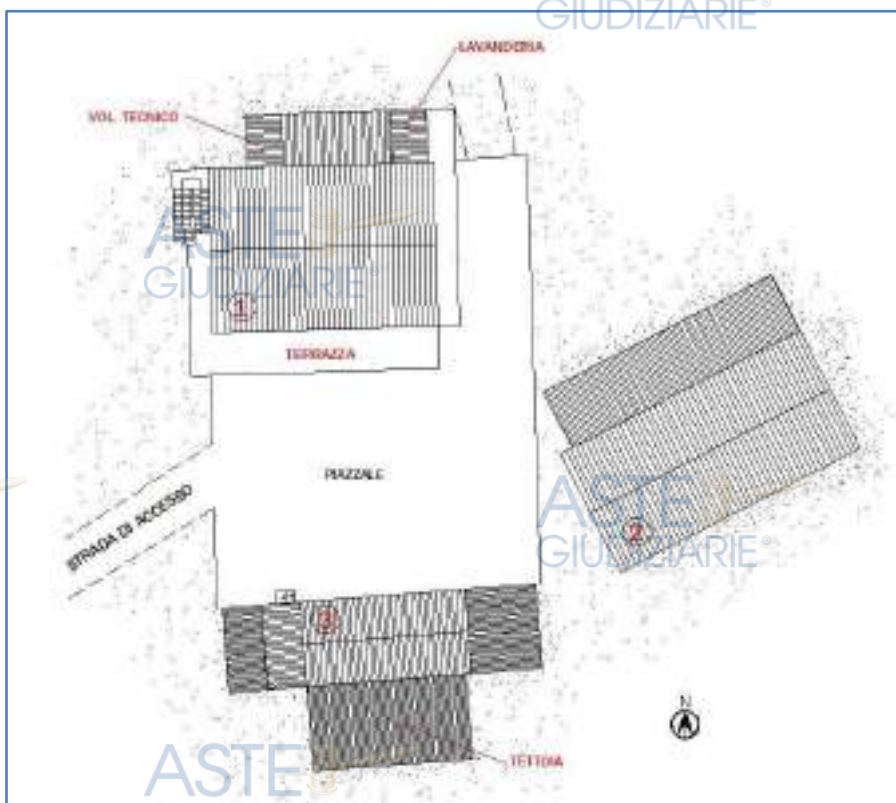 GIUDIZIARIE®
LAVANDERIA
VOL. TECNICO
ASTE
GIUDIZIARIE®
1
TERRAZZA
PIAZZALE
STRADA DI ACCESSO
ASTE
GIUDIZIARIE®
2
3
N
TETTOIA
ASTE